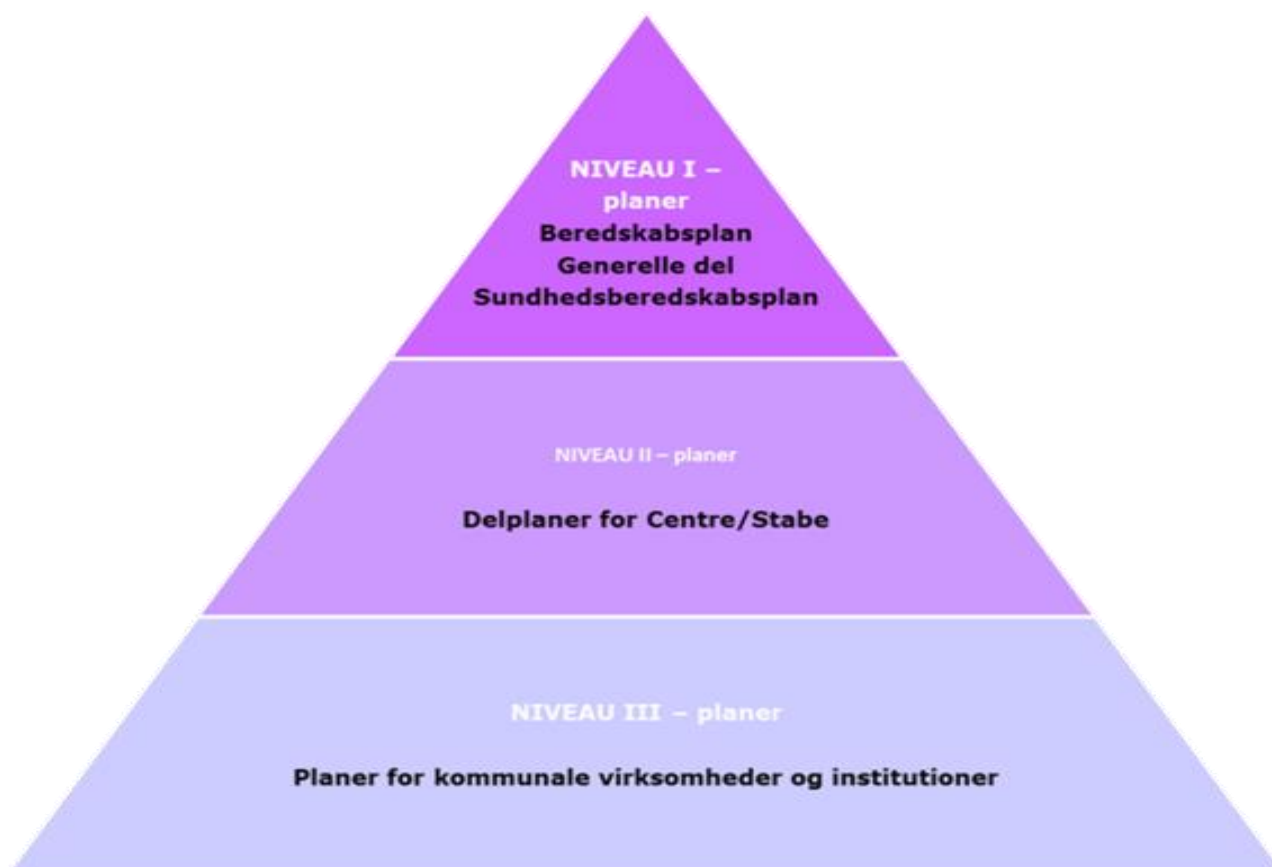 NIVEAU I –
planer
Beredskabsplan
Generelle del
Sundhedsberedskabsplan
NIVEAU II – planer
Delplaner for Centre/Stabe
NIVEAU III – planer
Planer for kommunale virksomheder og institutioner